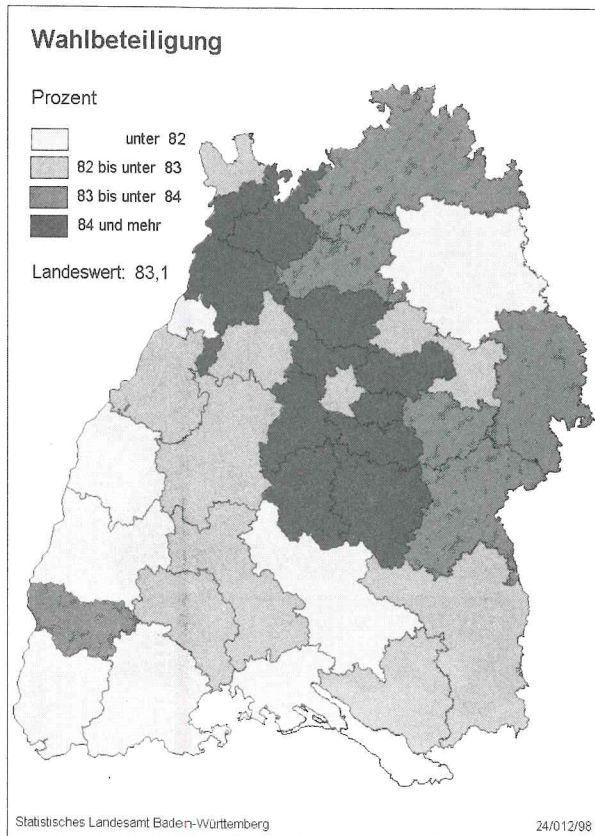 Wahlbeteiligung
Prozent
unter 82
82 bis unter 83
83 bis unter 84
84 und mehr
Landeswert: 83,1
Statistisches Landesamt Baden-Württemberg
24/012/98